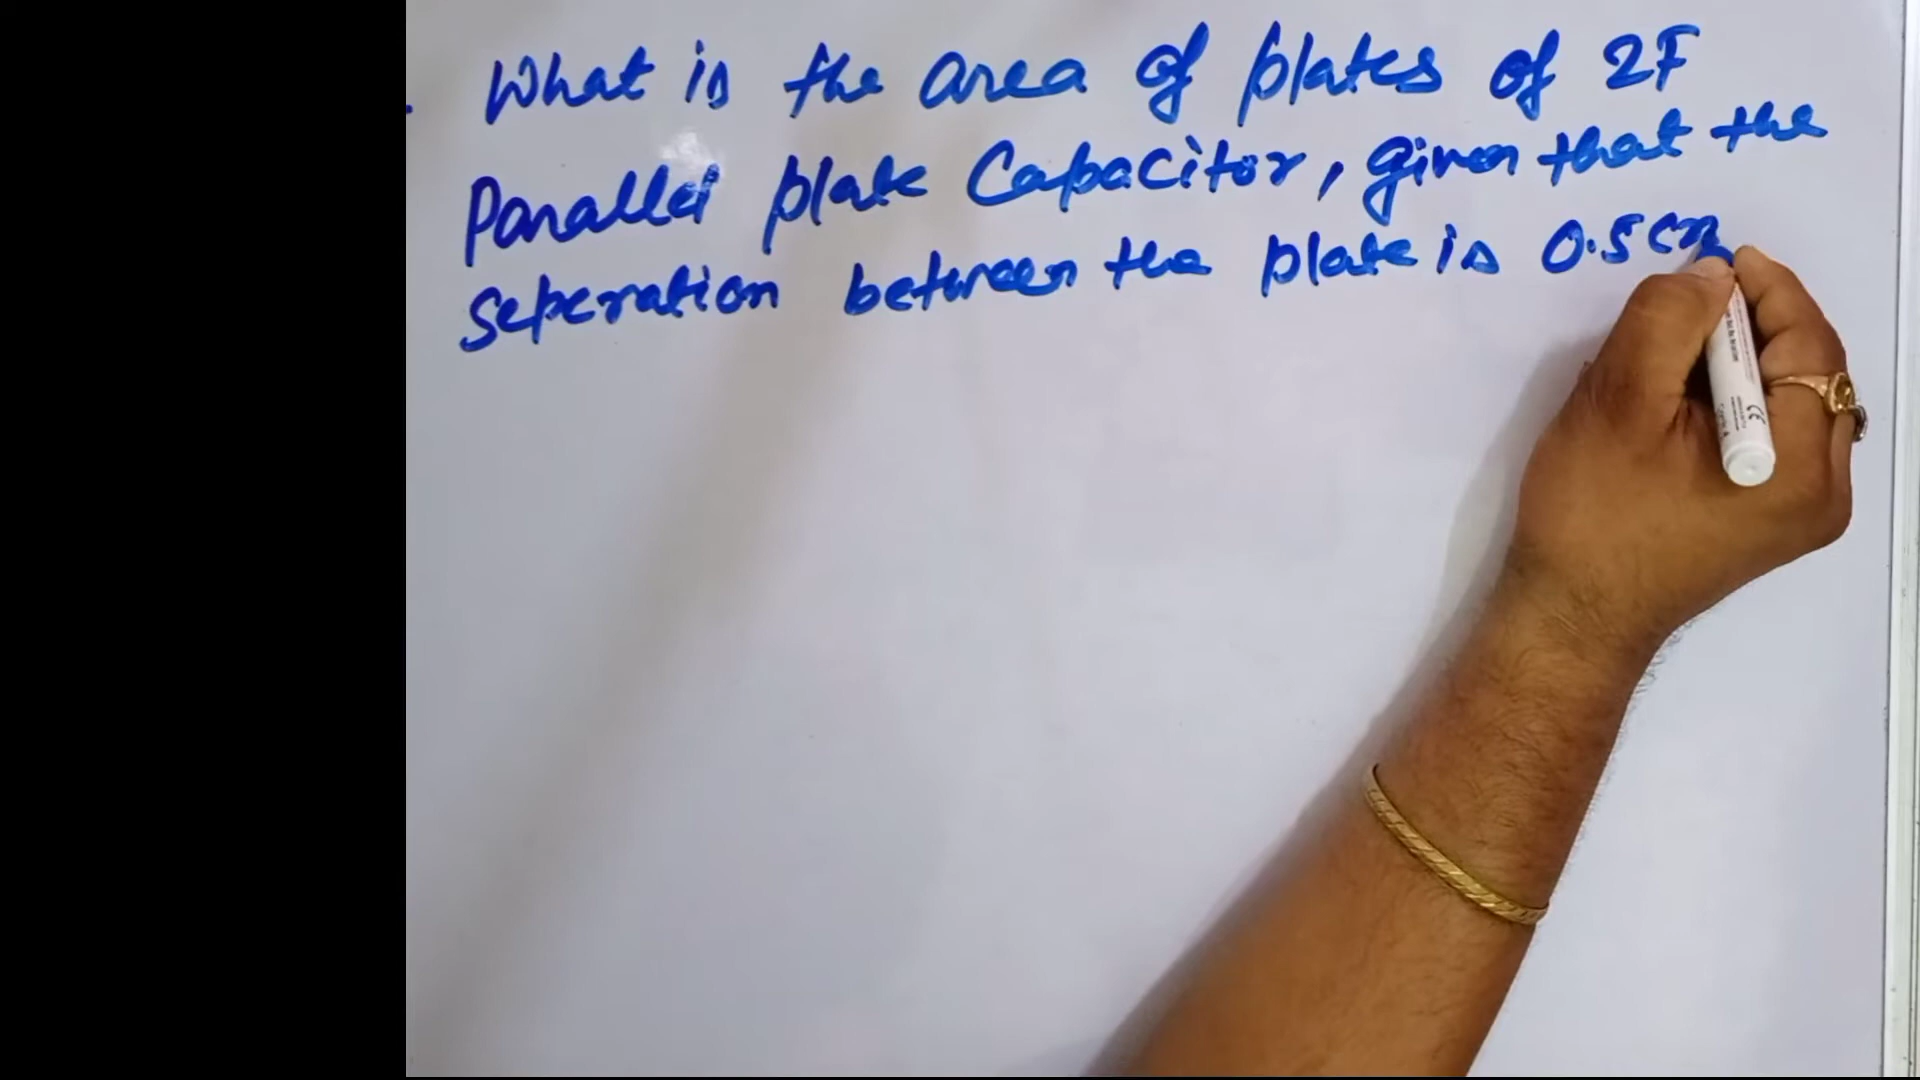 What is the area of plates of 2F
Parallel plate Capacitor, given that the
seperation between the plate is 0.5cm
CE